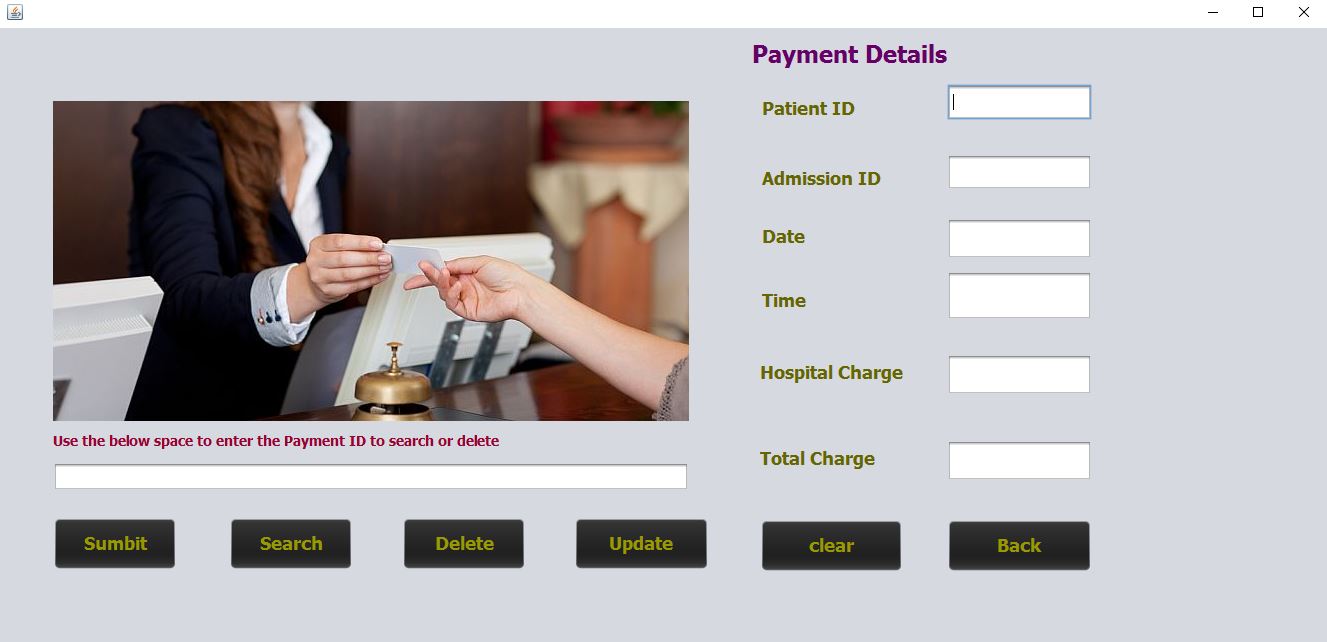 Payment Details
Patient ID
Admission ID
Date
Time
Hospital Charge
Total Charge
Use the below space to enter the Payment ID to search or delete
Sumbit
Search
Delete
Update
clear
Back